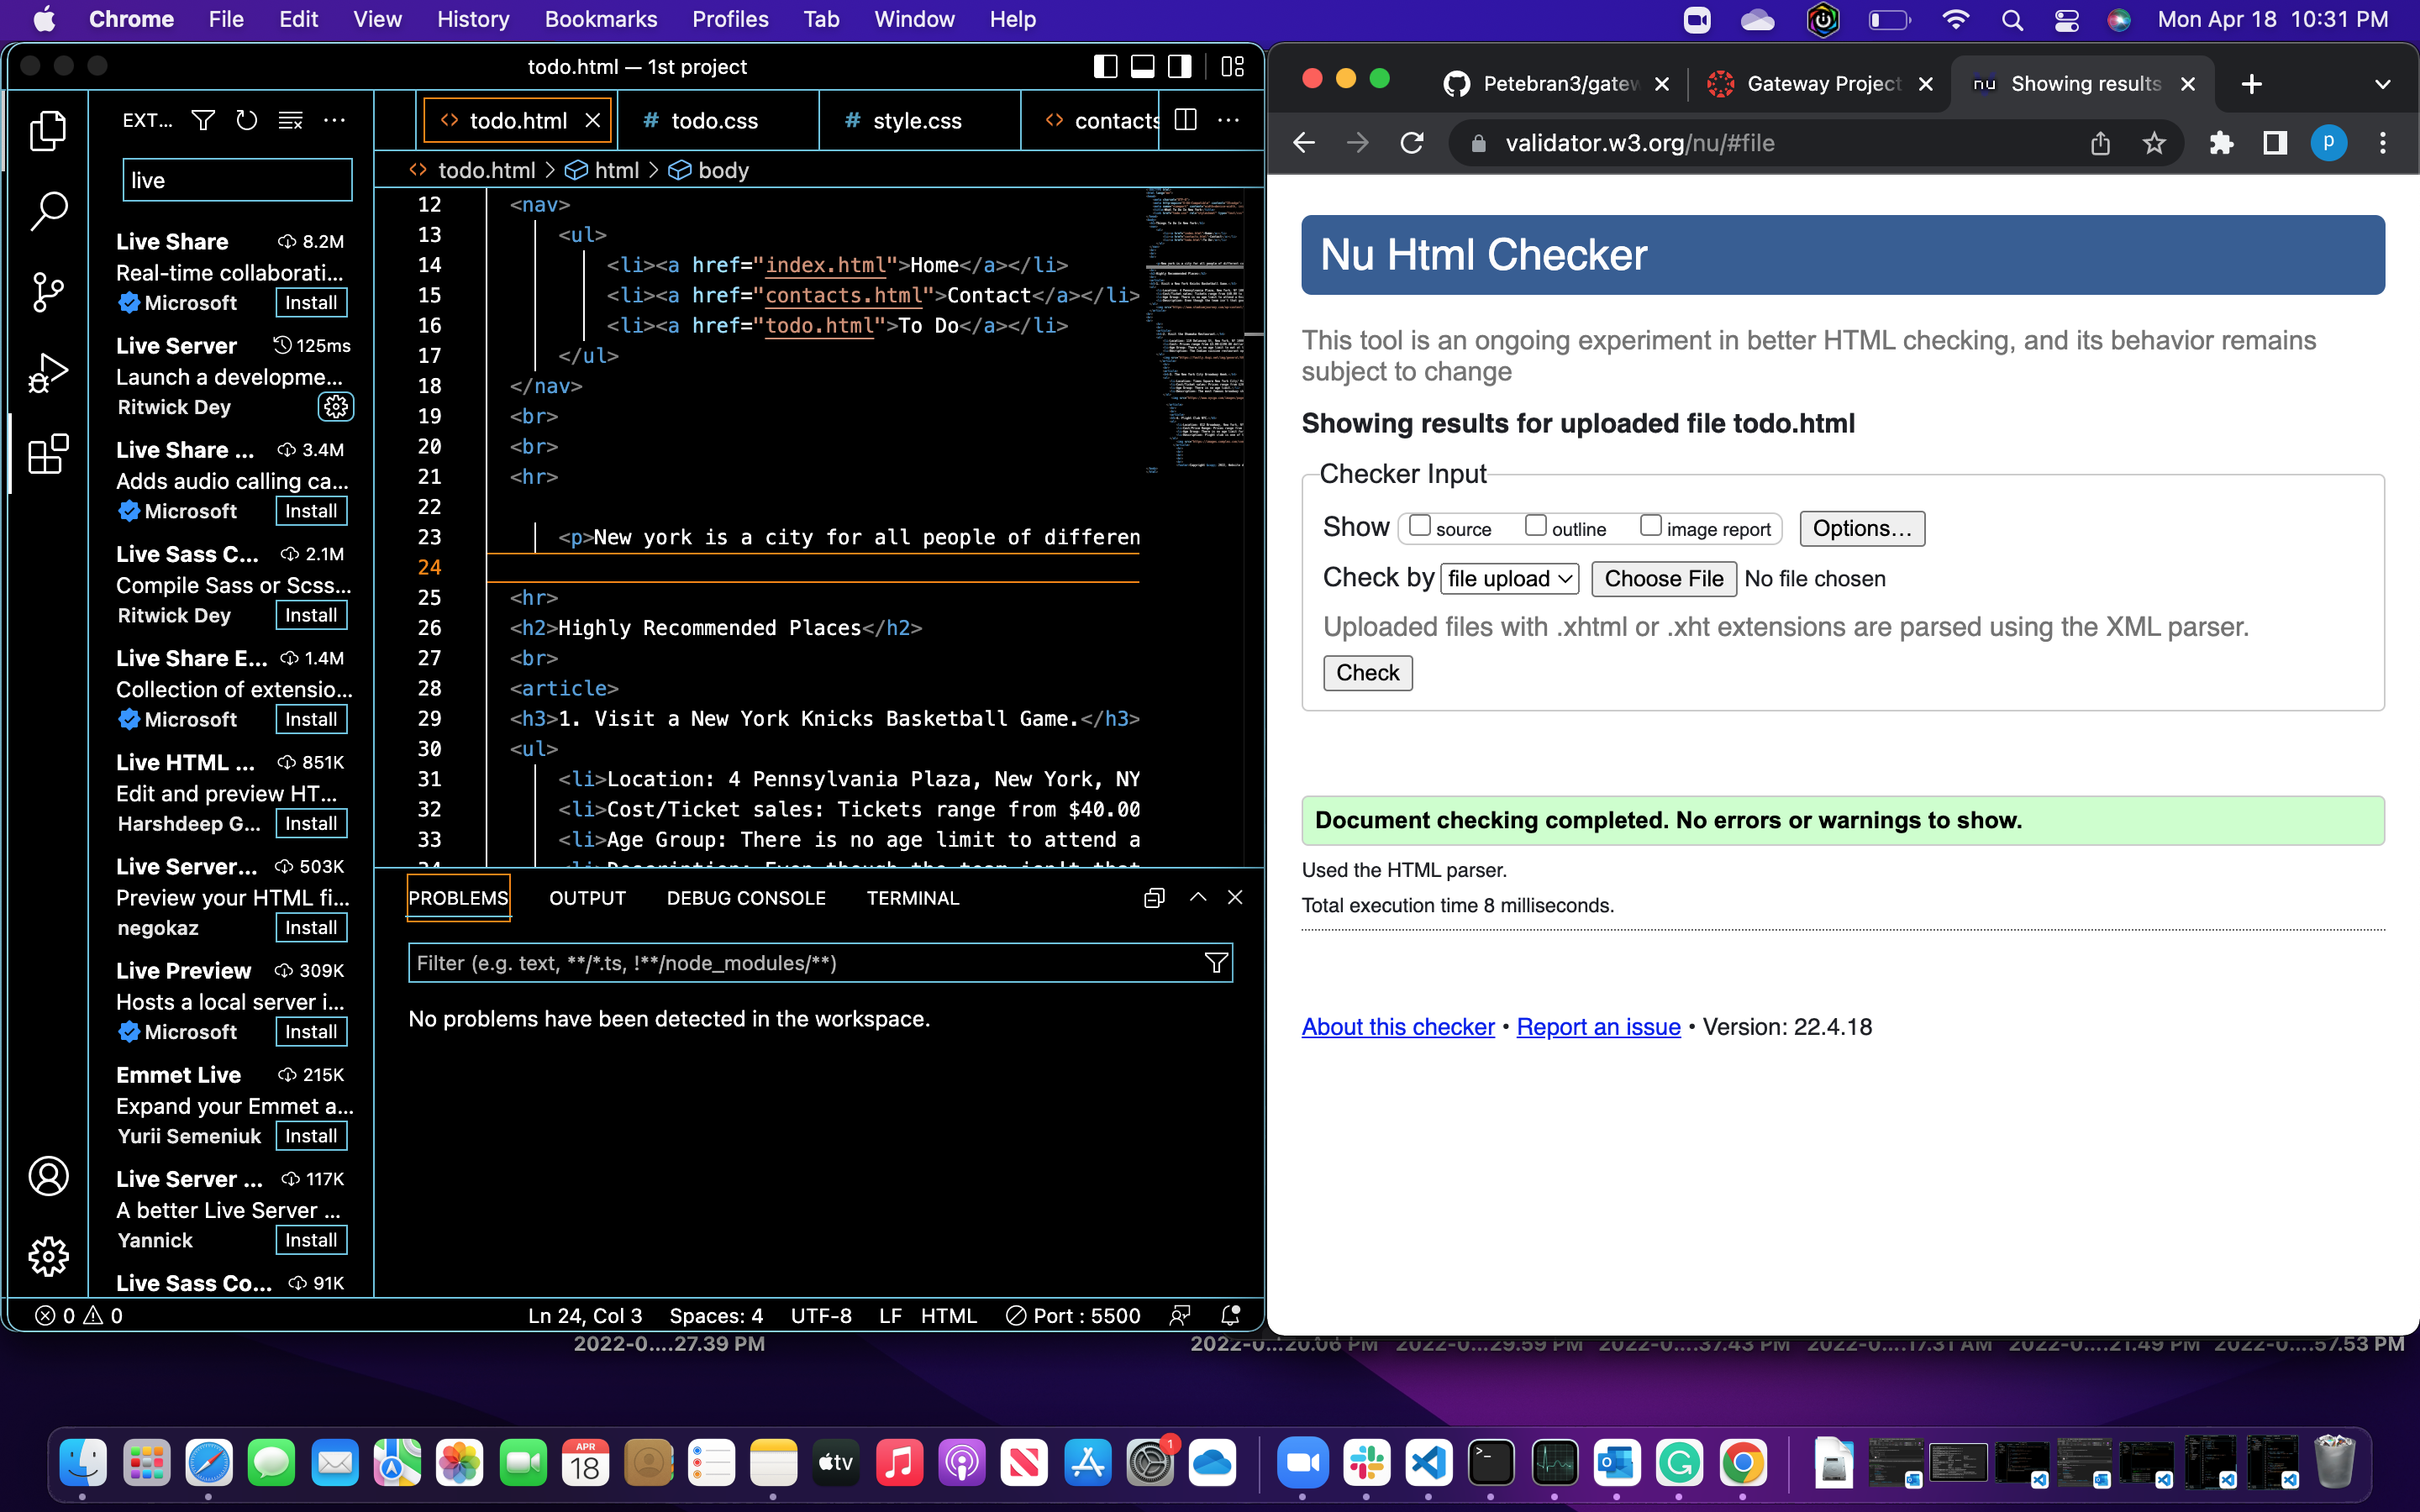 Chrome File Edit View History Bookmarks Profiles Tab Window Help Mon Apr 18 10:31 PM
todo.html — 1st project
EXT...
live
Live Share 8.2M
Real-time collaborati...
Microsoft Install
Live Server 125ms
Launch a developme...
Ritwick Dey
Live Share ... 3.4M
Adds audio calling ca...
Microsoft Install
Live Sass C... 2.1M
Compile Sass or Scss...
Ritwick Dey Install
Live Share E... 1.4M
Collection of extensio...
Microsoft Install
Live HTML ... 851K
Edit and preview HT...
Harshdeep G... Install
Live Server... 503K
Preview your HTML fi...
negokaz Install
Live Preview 309K
Hosts a local server i...
Microsoft Install
Emmet Live 215K
Expand your Emmet a...
Yurii Semeniuk Install
Live Server ... 117K
A better Live Server ...
Yannick Install
Live Sass Co... 91K
<> todo.html # todo.css # style.css <> contacts
<> todo.html > html > body
12 <nav>
13 <ul>
14 <li><a href="index.html">Home</a></li>
15 <li><a href="contacts.html">Contact</a></li>
16 <li><a href="todo.html">To Do</a></li>
17 </ul>
18 </nav>
19 <br>
20 <br>
21 <hr>
22
23 <p>New york is a city for all people of differen
24
25 <hr>
26 <h2>Highly Recommended Places</h2>
27 <br>
28 <article>
29 <h3>1. Visit a New York Knicks Basketball Game.</h3>
30 <ul>
31 <li>Location: 4 Pennsylvania Plaza, New York, NY
32 <li>Cost/Ticket sales: Tickets range from $40.00
33 <li>Age Group: There is no age limit to attend a
34 <li>Description: Even though the team isn't that
PROBLEMS OUTPUT DEBUG CONSOLE TERMINAL
Filter (e.g. text, **/*.ts, !**/node_modules/**)
No problems have been detected in the workspace.
0 0 Ln 24, Col 3 Spaces: 4 UTF-8 LF HTML Port : 5500
Petebran3/gatew Gateway Project nu Showing results
validator.w3.org/nu/#file p
Nu Html Checker
This tool is an ongoing experiment in better HTML checking, and its behavior remains
subject to change
Showing results for uploaded file todo.html
Checker Input
Show source outline image report Options...
Check by file upload Choose File No file chosen
Uploaded files with .xhtml or .xht extensions are parsed using the XML parser.
Check
Document checking completed. No errors or warnings to show.
Used the HTML parser.
Total execution time 8 milliseconds.
About this checker • Report an issue • Version: 22.4.18
2022-0....27.39 PM 2022-0...20.06 PM 2022-0...29.59 PM 2022-0....37.43 PM 2022-0....17.31 AM 2022-0....21.49 PM 2022-0....57.53 PM
APR
18
tv
1